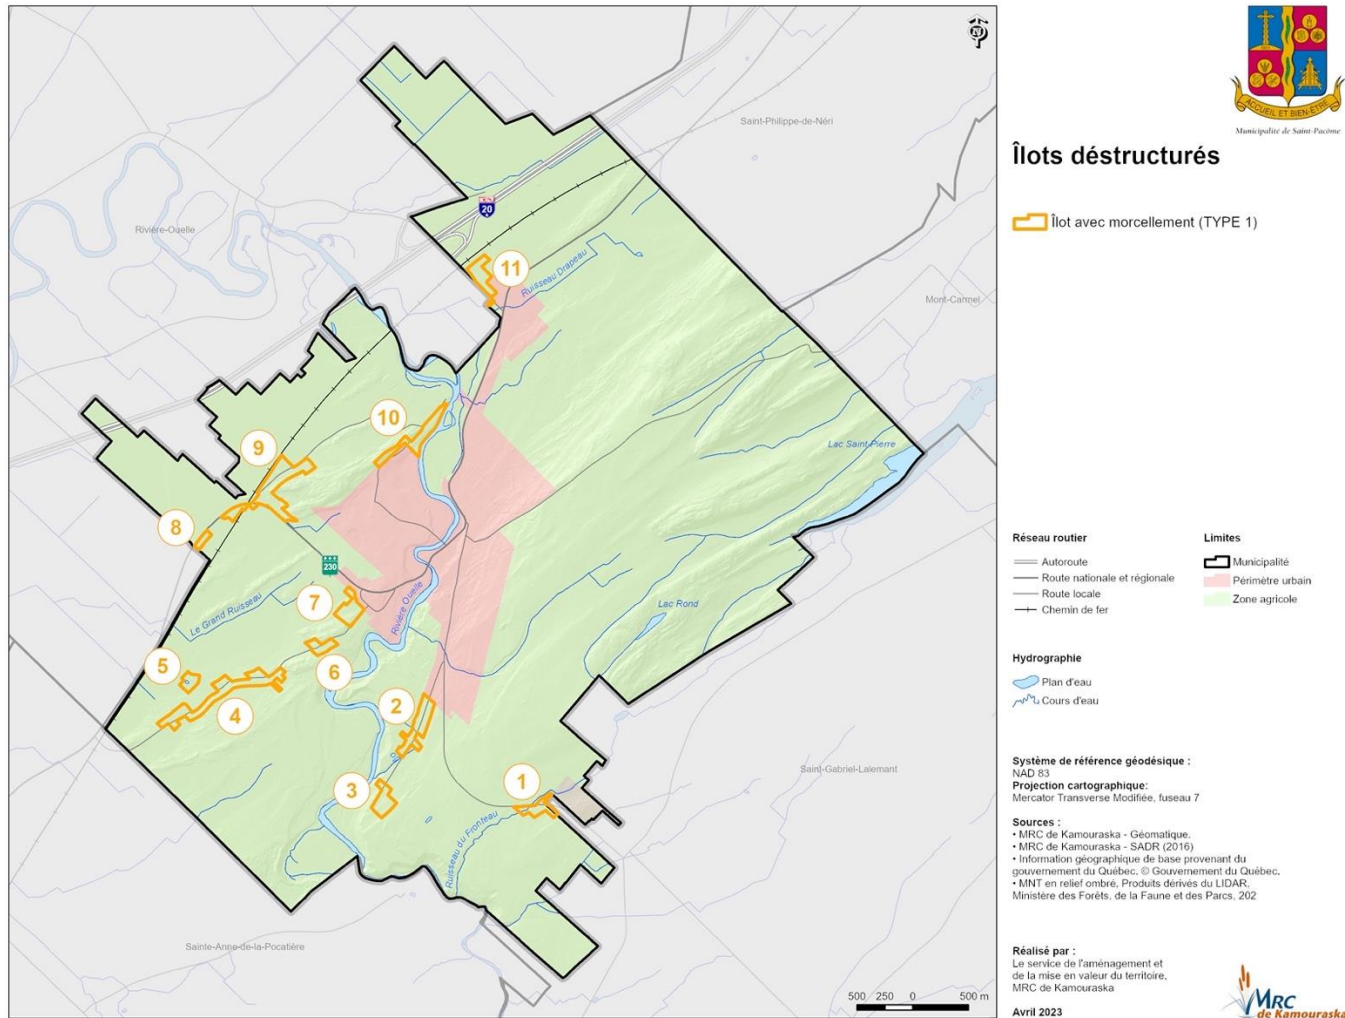 Saint-Philippe-de-Néri
Rivière-Ouelle
20
11
Ruisseau Drapeau
Mont-Carmel
10
9
Lac Saint-Pierre
8
230
7
Le Grand Ruisseau
Rivière Ouelle
Lac Rond
5
6
4
2
3
1
Saint-Gabriel-Lalemant
Ruisseau du Fronteau
Sainte-Anne-de-la-Pocatière
500 250 0 500 m
ACCUEIL ET BIEN-ÊTRE
Municipalité de Saint-Pacôme
Îlots déstructurés
Îlot avec morcellement (TYPE 1)
Réseau routier
Autoroute
Route nationale et régionale
Route locale
Chemin de fer
Limites
Municipalité
Périmètre urbain
Zone agricole
Hydrographie
Plan d'eau
Cours d'eau
Système de référence géodésique :
NAD 83
Projection cartographique:
Mercator Transverse Modifiée, fuseau 7
Sources :
• MRC de Kamouraska - Géomatique.
• MRC de Kamouraska - SADR (2016)
• Information géographique de base provenant du
gouvernement du Québec. © Gouvernement du Québec.
• MNT en relief ombré, Produits dérivés du LIDAR,
Ministère des Forêts, de la Faune et des Parcs, 202
Réalisé par :
Le service de l'aménagement et
de la mise en valeur du territoire,
MRC de Kamouraska
Avril 2023
MRC
de Kamouraska